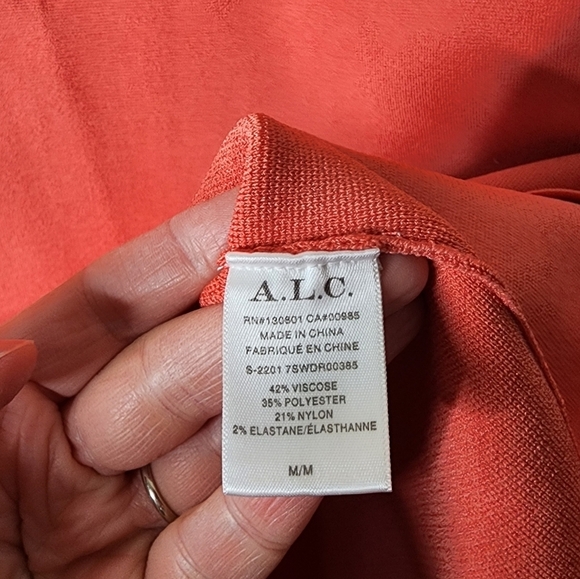 A.L.C.
RN#130801 CA#00985
MADE IN CHINA
FABRIQUÉ EN CHINE
S-2201 7SWDR00365
42% VISCOSE
35% POLYESTER
21% NYLON
2% ELASTANE/ÉLASTHANNE
M/M